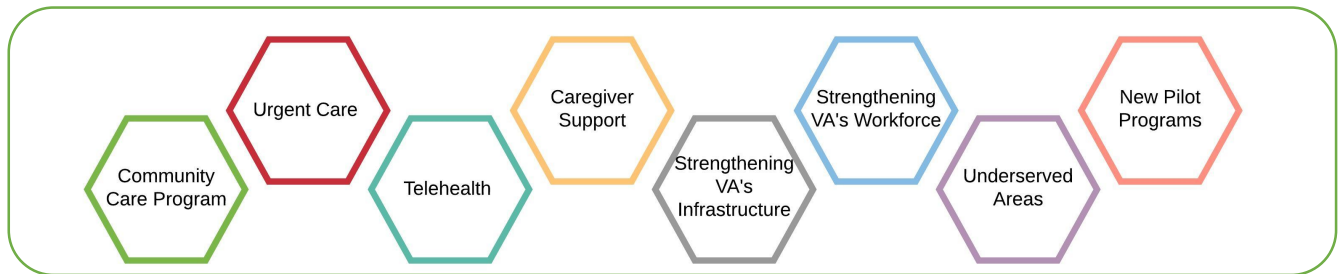 Community
Care Program
Urgent Care
Telehealth
Caregiver
Support
Strengthening
VA's
Infrastructure
Strengthening
VA's Workforce
Underserved
Areas
New Pilot
Programs